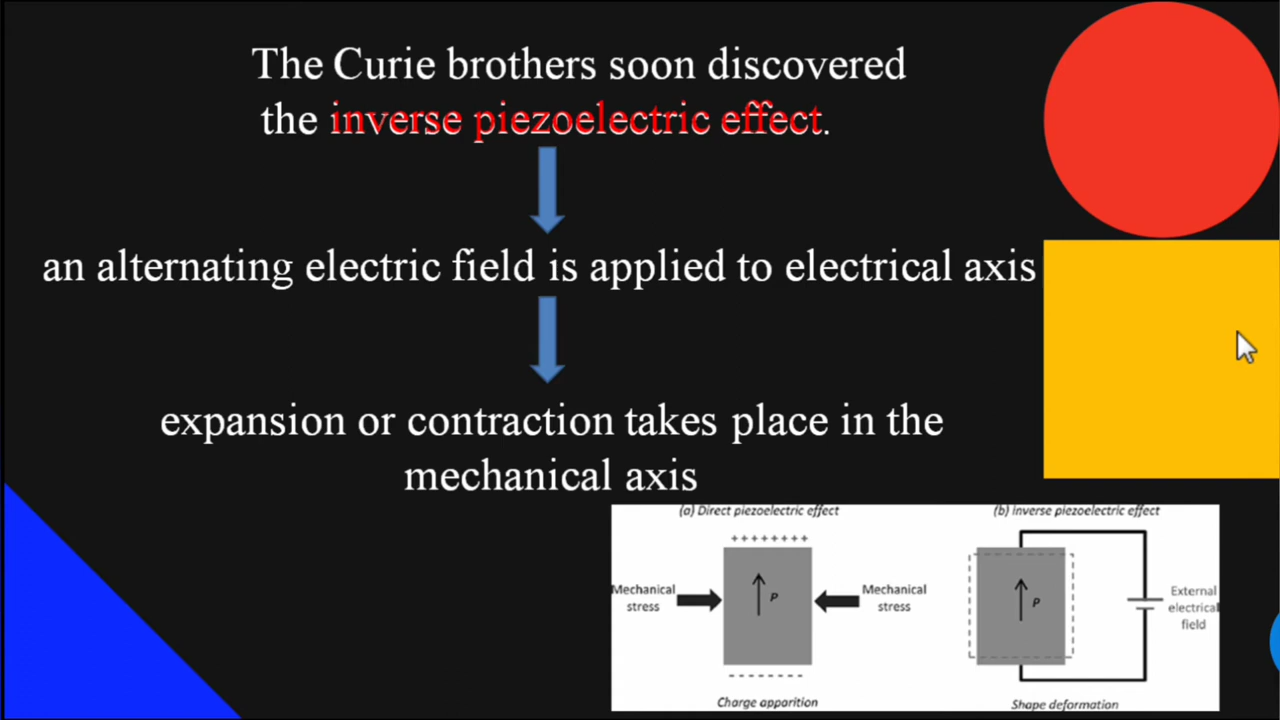 The Curie brothers soon discovered
the inverse piezoelectric effect.
an alternating electric field is applied to electrical axis
expansion or contraction takes place in the
mechanical axis
(a) Direct piezoelectric effect
++++++++
Mechanical
stress
P
Mechanical
stress
--------
Charge apparition
(b) Inverse piezoelectric effect
P
External
electrical
field
Shape deformation